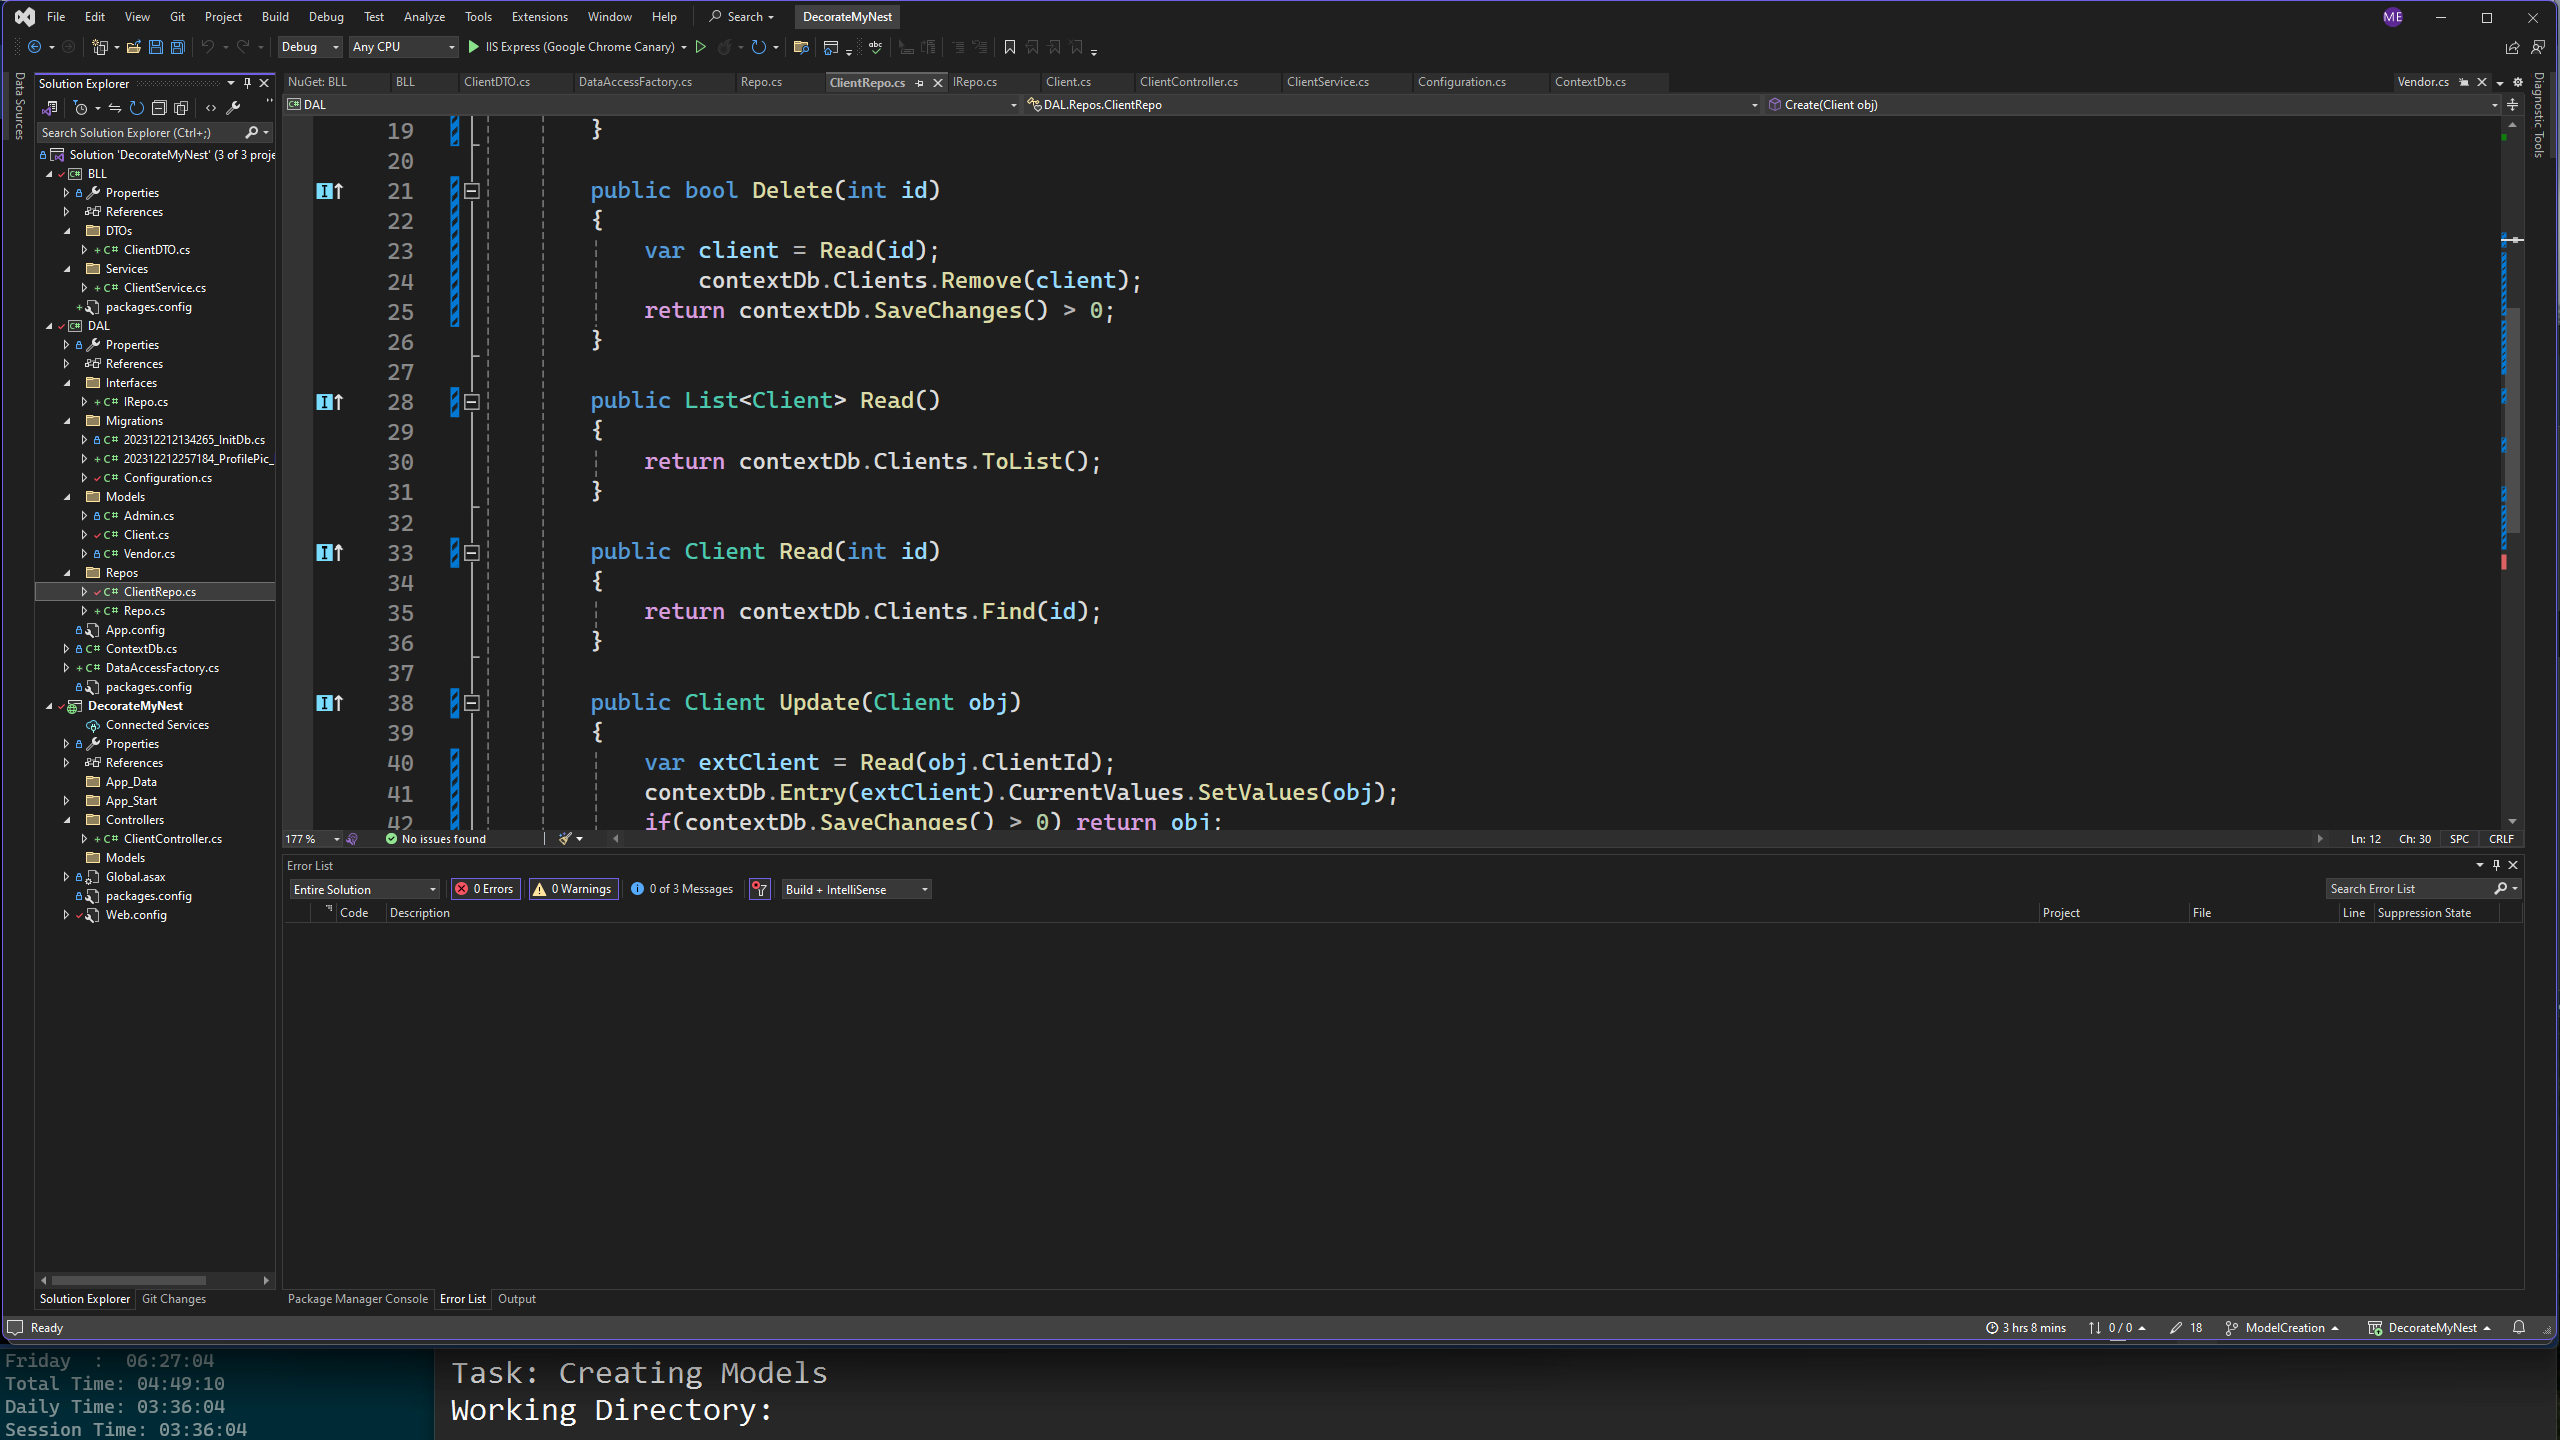 File Edit View Git Project Build Debug Test Analyze Tools Extensions Window Help Search DecorateMyNest ME
Debug Any CPU IIS Express (Google Chrome Canary)
Data Sources
Solution Explorer
Search Solution Explorer (Ctrl+;)
Solution 'DecorateMyNest' (3 of 3 proje
BLL
Properties
References
DTOs
C# ClientDTO.cs
Services
C# ClientService.cs
packages.config
DAL
Properties
References
Interfaces
C# IRepo.cs
Migrations
C# 202312212134265_InitDb.cs
C# 202312212257184_ProfilePic_
C# Configuration.cs
Models
C# Admin.cs
C# Client.cs
C# Vendor.cs
Repos
C# ClientRepo.cs
C# Repo.cs
App.config
C# ContextDb.cs
C# DataAccessFactory.cs
packages.config
DecorateMyNest
Connected Services
Properties
References
App_Data
App_Start
Controllers
C# ClientController.cs
Models
Global.asax
packages.config
Web.config
Solution Explorer Git Changes
NuGet: BLL BLL ClientDTO.cs DataAccessFactory.cs Repo.cs ClientRepo.cs IRepo.cs Client.cs ClientController.cs ClientService.cs Configuration.cs ContextDb.cs Vendor.cs
DAL DAL.Repos.ClientRepo Create(Client obj)
Diagnostic Tools
19 }
20
21 public bool Delete(int id)
22 {
23 var client = Read(id);
24 contextDb.Clients.Remove(client);
25 return contextDb.SaveChanges() > 0;
26 }
27
28 public List<Client> Read()
29 {
30 return contextDb.Clients.ToList();
31 }
32
33 public Client Read(int id)
34 {
35 return contextDb.Clients.Find(id);
36 }
37
38 public Client Update(Client obj)
39 {
40 var extClient = Read(obj.ClientId);
41 contextDb.Entry(extClient).CurrentValues.SetValues(obj);
42 if(contextDb.SaveChanges() > 0) return obj;
177 % No issues found Ln: 12 Ch: 30 SPC CRLF
Error List
Entire Solution 0 Errors 0 Warnings 0 of 3 Messages Build + IntelliSense Search Error List
Code Description Project File Line Suppression State
Package Manager Console Error List Output
Ready 3 hrs 8 mins 0 / 0 18 ModelCreation DecorateMyNest
Friday : 06:27:04
Total Time: 04:49:10
Daily Time: 03:36:04
Session Time: 03:36:04
Task: Creating Models
Working Directory: